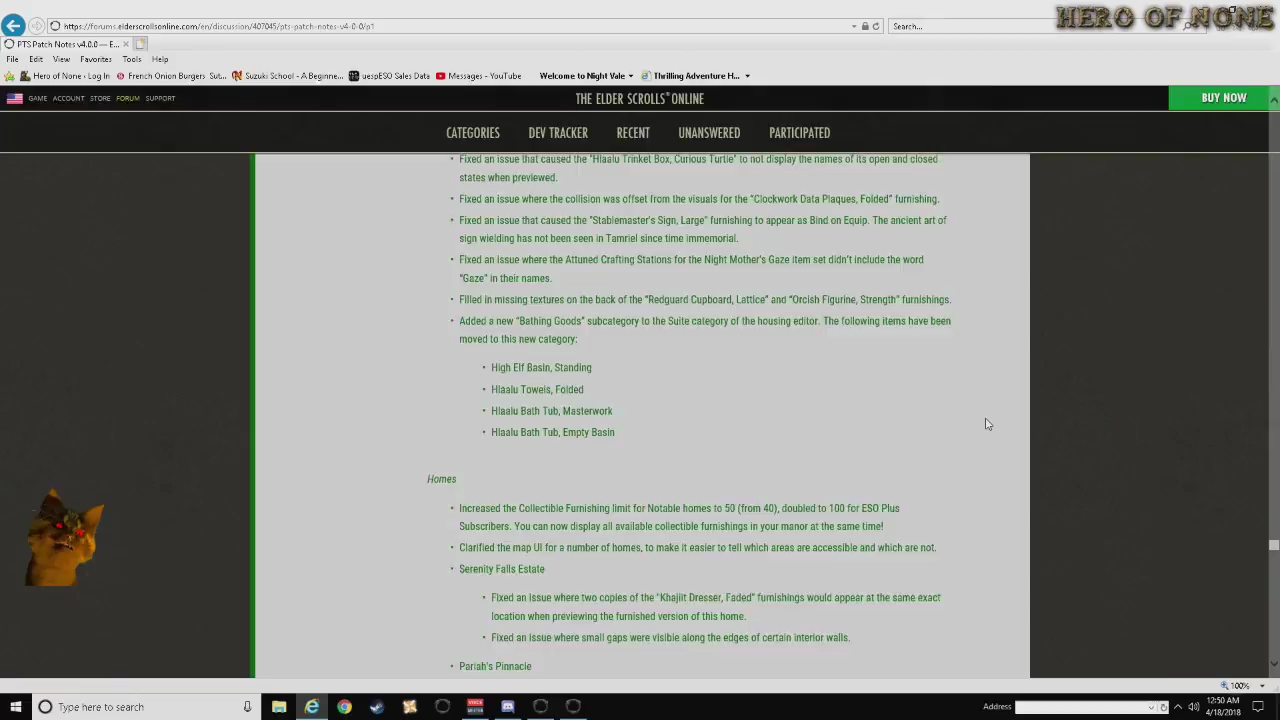 HERO OF NONE
https://forums.elderscrollsonline.com/en/discussion/407045/pts-patch-notes-v4-0-0/p1
Search...
PTS Patch Notes v4.0.0 — E...
File Edit View Favorites Tools Help
Hero of None ‹ Log In French Onion Burgers Sut... Suzuki School - A Beginne... uespESO Sales Data Messages - YouTube Welcome to Night Vale Thrilling Adventure H...
GAME ACCOUNT STORE FORUM SUPPORT
THE ELDER SCROLLS ONLINE
BUY NOW
CATEGORIES DEV TRACKER RECENT UNANSWERED PARTICIPATED
• Fixed an issue that caused the "Hlaalu Trinket Box, Curious Turtle" to not display the names of its open and closed
states when previewed.
• Fixed an issue where the collision was offset from the visuals for the "Clockwork Data Plaques, Folded" furnishing.
• Fixed an issue that caused the "Stablemaster's Sign, Large" furnishing to appear as Bind on Equip. The ancient art of
sign wielding has not been seen in Tamriel since time immemorial.
• Fixed an issue where the Attuned Crafting Stations for the Night Mother's Gaze item set didn't include the word
"Gaze" in their names.
• Filled in missing textures on the back of the "Redguard Cupboard, Lattice" and "Orcish Figurine, Strength" furnishings.
• Added a new "Bathing Goods" subcategory to the Suite category of the housing editor. The following items have been
moved to this new category:
• High Elf Basin, Standing
• Hlaalu Towels, Folded
• Hlaalu Bath Tub, Masterwork
• Hlaalu Bath Tub, Empty Basin
Homes
• Increased the Collectible Furnishing limit for Notable homes to 50 (from 40), doubled to 100 for ESO Plus
Subscribers. You can now display all available collectible furnishings in your manor at the same time!
• Clarified the map UI for a number of homes, to make it easier to tell which areas are accessible and which are not.
• Serenity Falls Estate
• Fixed an issue where two copies of the "Khajiit Dresser, Faded" furnishings would appear at the same exact
location when previewing the furnished version of this home.
• Fixed an issue where small gaps were visible along the edges of certain interior walls.
• Pariah's Pinnacle
100%
Type here to search
Address
12:50 AM
4/18/2018